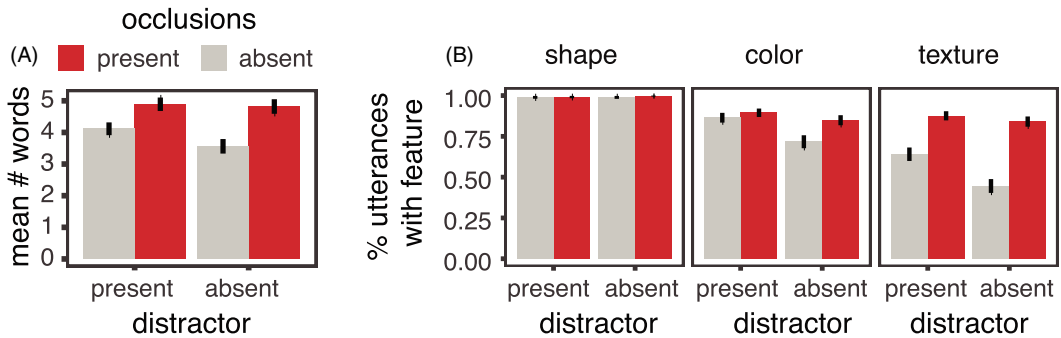 occlusions
(A) present absent
mean # words
5
4
3
2
1
0
present absent
distractor
(B) shape color texture
% utterances
with feature
1.00
0.75
0.50
0.25
0.00
present absent present absent present absent
distractor distractor distractor